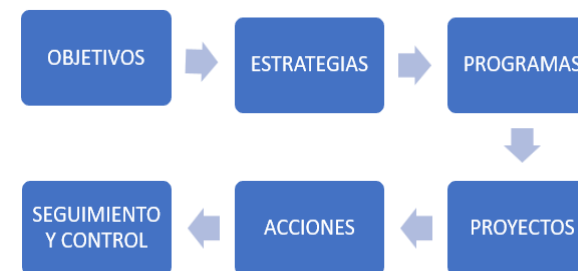 OBJETIVOS
ESTRATEGIAS
PROGRAMAS
PROYECTOS
ACCIONES
SEGUIMIENTO
Y CONTROL